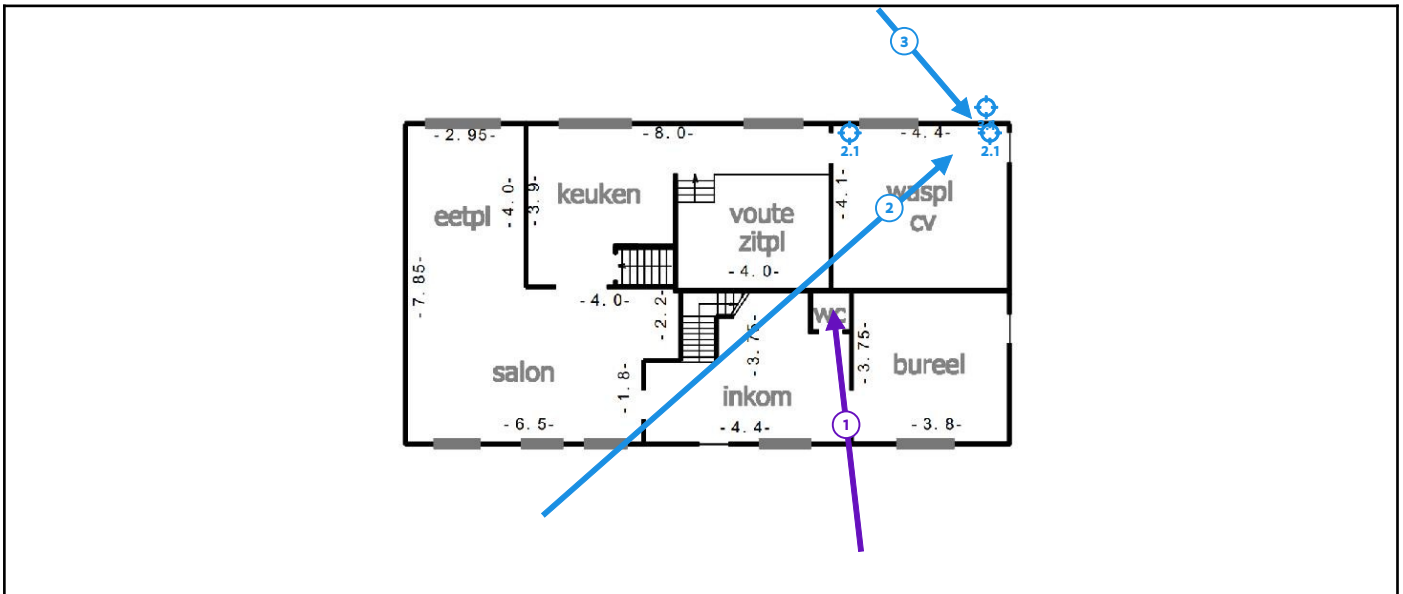 3
-2. 95-
-8. 0-
-4. 4-
2.1
2.1
-4. 0-
-3. 9-
keuken
-4. 1-
waspl
cv
2
eetpl
voute
zitpl
-4. 0-
-7. 85-
-4. 0-
-2. 2-
wc
-3. 75-
-3. 75-
salon
-1. 8-
inkom
bureel
-6. 5-
-4. 4-
1
-3. 8-